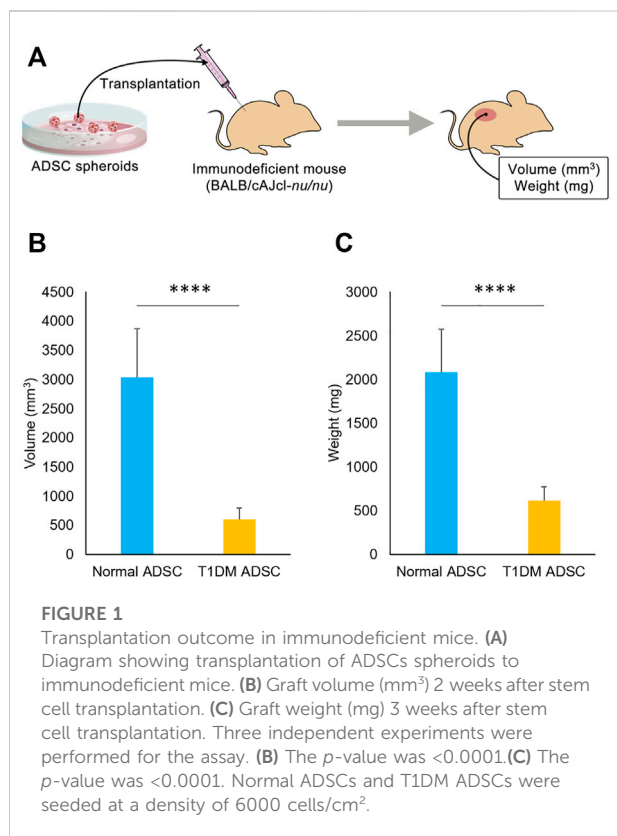 A
Transplantation
ADSC spheroids
Immunodeficient mouse
(BALB/cAJcl-nu/nu)
Volume (mm³)
Weight (mg)
B
****
4500
4000
3500
3000
2500
2000
1500
1000
500
0
Volume (mm³)
Normal ADSC T1DM ADSC
C
****
3000
2500
2000
1500
1000
500
0
Weight (mg)
Normal ADSC T1DM ADSC
FIGURE 1
Transplantation outcome in immunodeficient mice. (A)
Diagram showing transplantation of ADSCs spheroids to
immunodeficient mice. (B) Graft volume (mm³) 2 weeks after stem
cell transplantation. (C) Graft weight (mg) 3 weeks after stem
cell transplantation. Three independent experiments were
performed for the assay. (B) The p-value was <0.0001.(C) The
p-value was <0.0001. Normal ADSCs and T1DM ADSCs were
seeded at a density of 6000 cells/cm².